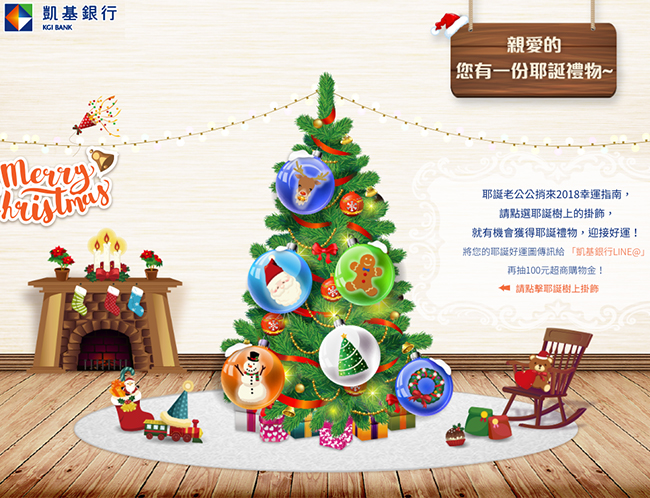 凱基銀行
KGI BANK
親愛的
您有一份耶誕禮物~
Merry
Christmas
耶誕老公公捎來2018幸運指南，
請點選耶誕樹上的掛飾，
就有機會獲得耶誕禮物，迎接好運！
將您的耶誕好運圖傳訊給「凱基銀行LINE@」
再抽100元超商購物金！
請點擊耶誕樹上掛飾